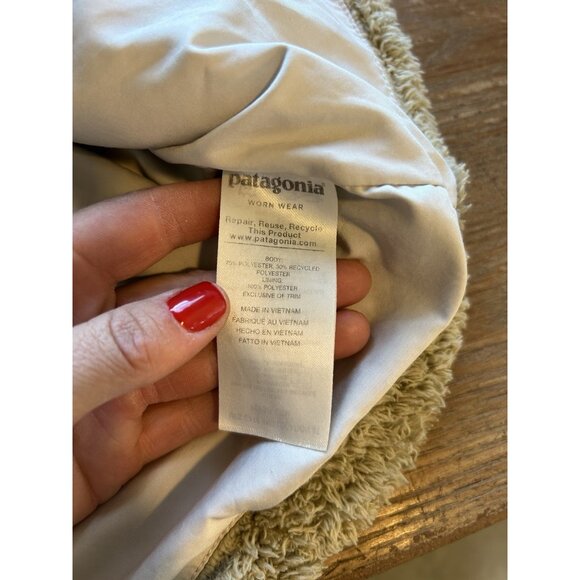 patagonia
WORN WEAR
Repair, Reuse, Recycle
This Product
www.patagonia.com
BODY:
70% POLYESTER, 30% RECYCLED
POLYESTER
LINING:
100% POLYESTER
EXCLUSIVE OF TRIM
MADE IN VIETNAM
FABRIQUÉ AU VIETNAM
HECHO EN VIETNAM
FATTO IN VIETNAM